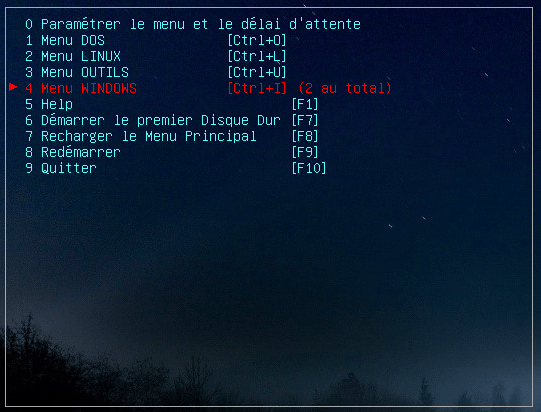 0 Paramétrer le menu et le délai d'attente
1 Menu DOS [Ctrl+O]
2 Menu LINUX [Ctrl+L]
3 Menu OUTILS [Ctrl+U]
4 Menu WINDOWS [Ctrl+I] (2 au total)
5 Help [F1]
6 Démarrer le premier Disque Dur [F7]
7 Recharger le Menu Principal [F8]
8 Redémarrer [F9]
9 Quitter [F10]